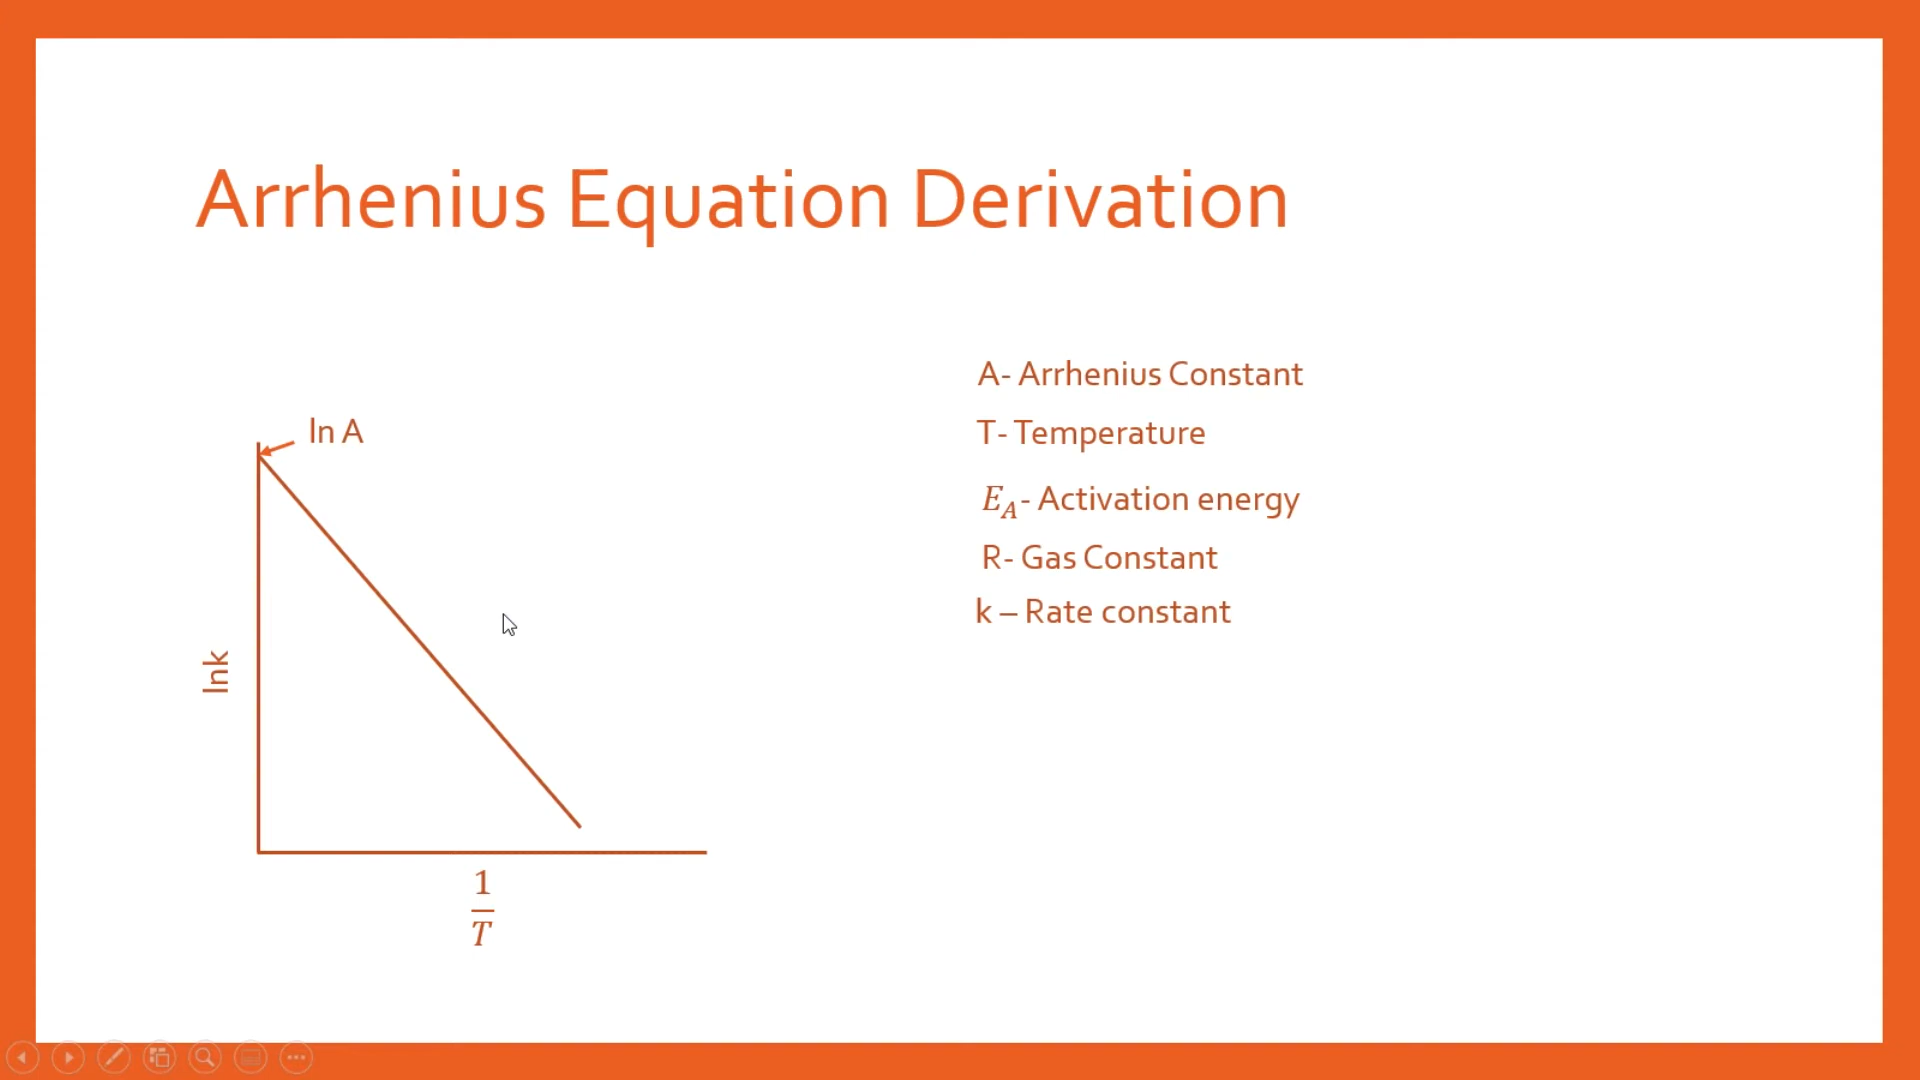 Arrhenius Equation Derivation
ln A
lnk
1
T
A- Arrhenius Constant
T- Temperature
E_A- Activation energy
R- Gas Constant
k – Rate constant